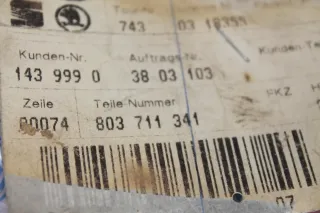 743 03 18355
Kunden-Nr. Auftrags-Nr. Kunden-
143 999 0 38 03 103
PKZ
Zeile Teile-Nummer
00074 803 711 341
07